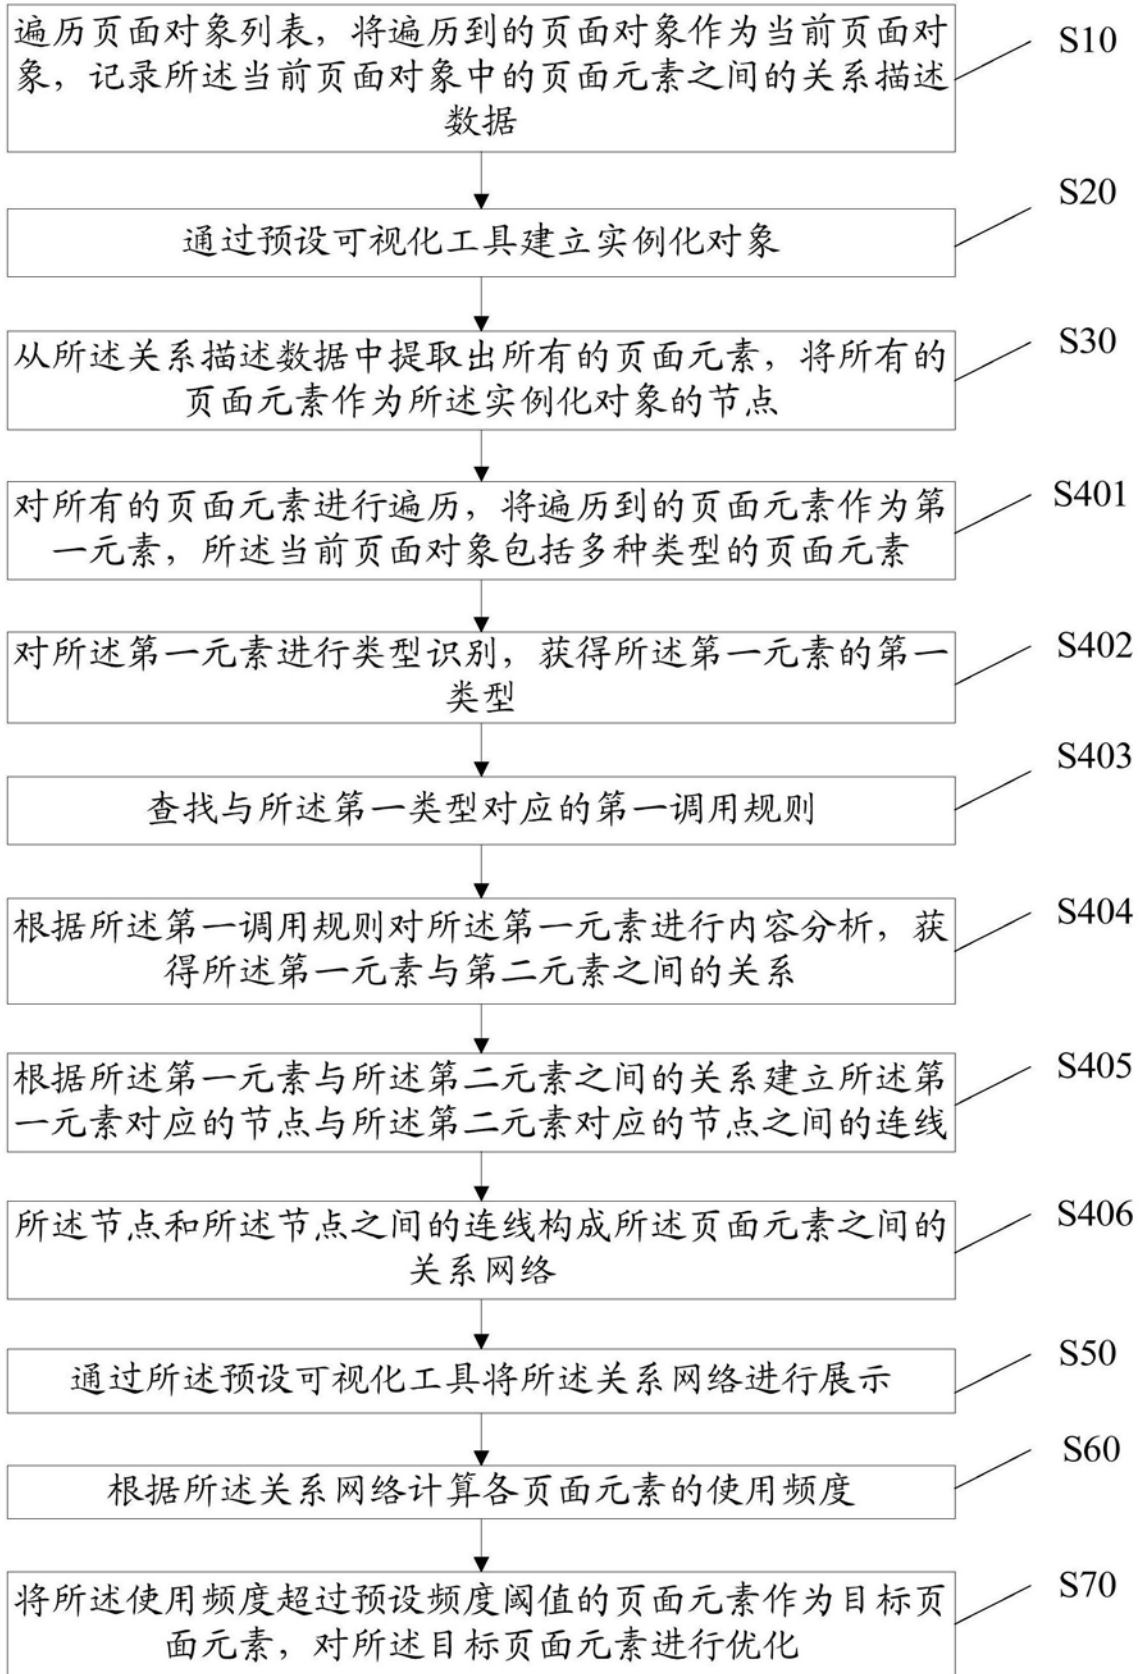 遍历页面对象列表，将遍历到的页面对象作为当前页面对
象，记录所述当前页面对象中的页面元素之间的关系描述
数据
S10
通过预设可视化工具建立实例化对象
S20
从所述关系描述数据中提取出所有的页面元素，将所有的
页面元素作为所述实例化对象的节点
S30
对所有的页面元素进行遍历，将遍历到的页面元素作为第
一元素，所述当前页面对象包括多种类型的页面元素
S401
对所述第一元素进行类型识别，获得所述第一元素的第一
类型
S402
查找与所述第一类型对应的第一调用规则
S403
根据所述第一调用规则对所述第一元素进行内容分析，获
得所述第一元素与第二元素之间的关系
S404
根据所述第一元素与所述第二元素之间的关系建立所述第
一元素对应的节点与所述第二元素对应的节点之间的连线
S405
所述节点和所述节点之间的连线构成所述页面元素之间的
关系网络
S406
通过所述预设可视化工具将所述关系网络进行展示
S50
根据所述关系网络计算各页面元素的使用频度
S60
将所述使用频度超过预设频度阈值的页面元素作为目标页
面元素，对所述目标页面元素进行优化
S70